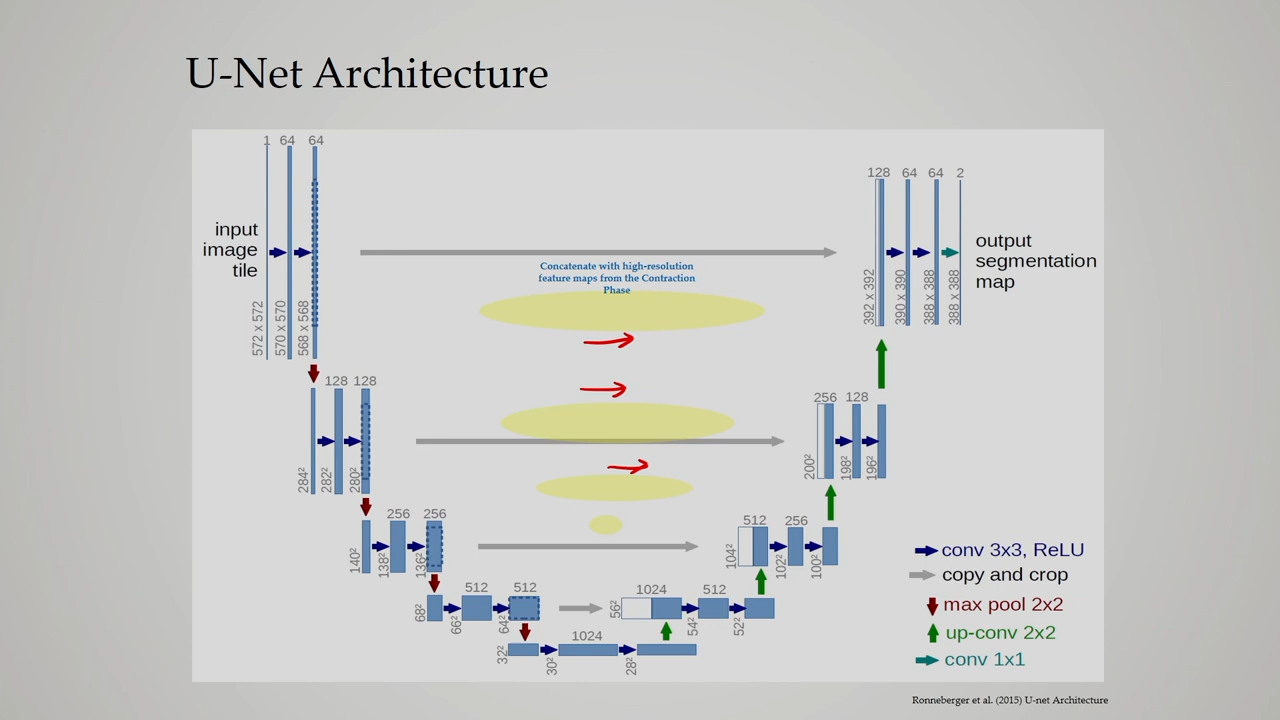 U-Net Architecture
1 64 64
input
image
tile
572 x 572
570 x 570
568 x 568
128 128
284²
282²
280²
256 256
140²
138²
136²
512 512
68²
66²
64²
1024
32²
30²
28²
Concatenate with high-resolution
feature maps from the Contraction
Phase
1024 512
56²
54²
52²
512 256
104²
102²
100²
256 128
200²
198²
196²
128 64 64 2
392 x 392
390 x 390
388 x 388
388 x 388
output
segmentation
map
conv 3x3, ReLU
copy and crop
max pool 2x2
up-conv 2x2
conv 1x1
Ronneberger et al. (2015) U-net Architecture